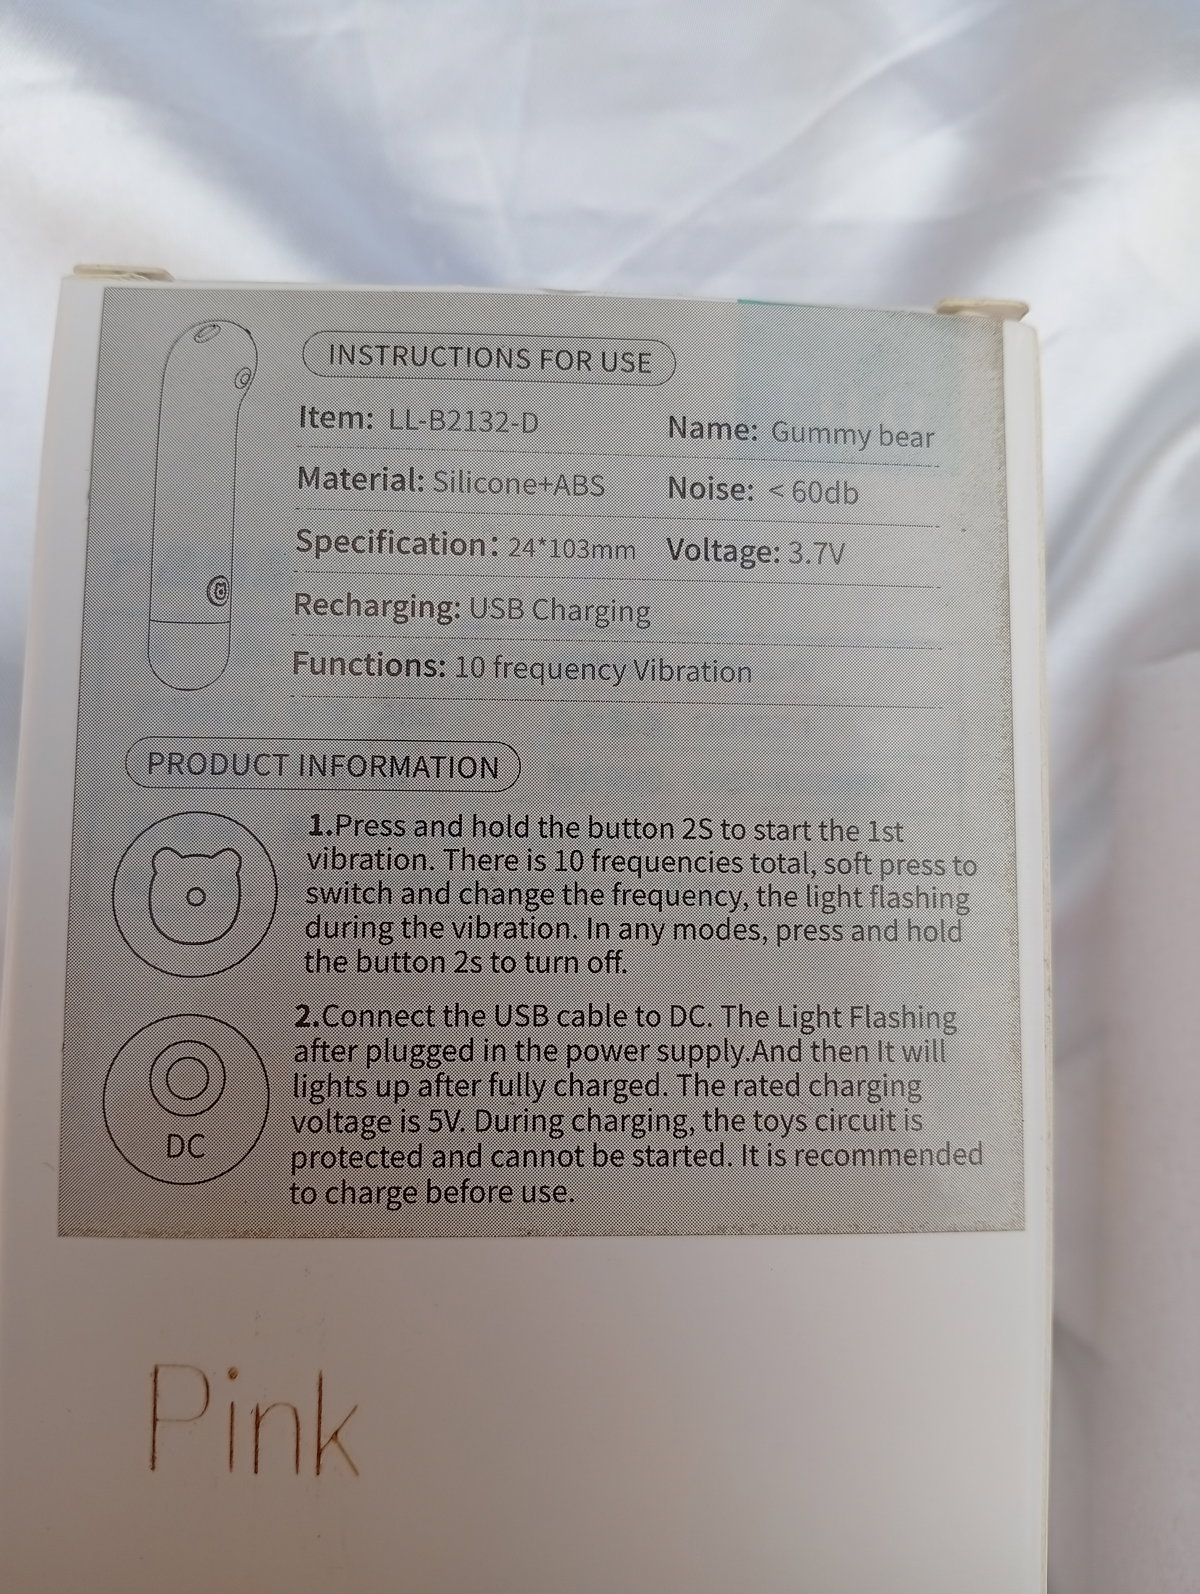 INSTRUCTIONS FOR USE
Item: LL-B2132-D Name: Gummy bear
Material: Silicone+ABS Noise: < 60db
Specification: 24*103mm Voltage: 3.7V
Recharging: USB Charging
Functions: 10 frequency Vibration
PRODUCT INFORMATION
1.Press and hold the button 2S to start the 1st
vibration. There is 10 frequencies total, soft press to
switch and change the frequency, the light flashing
during the vibration. In any modes, press and hold
the button 2s to turn off.
2.Connect the USB cable to DC. The Light Flashing
after plugged in the power supply.And then It will
lights up after fully charged. The rated charging
voltage is 5V. During charging, the toys circuit is
protected and cannot be started. It is recommended
to charge before use.
DC
Pink